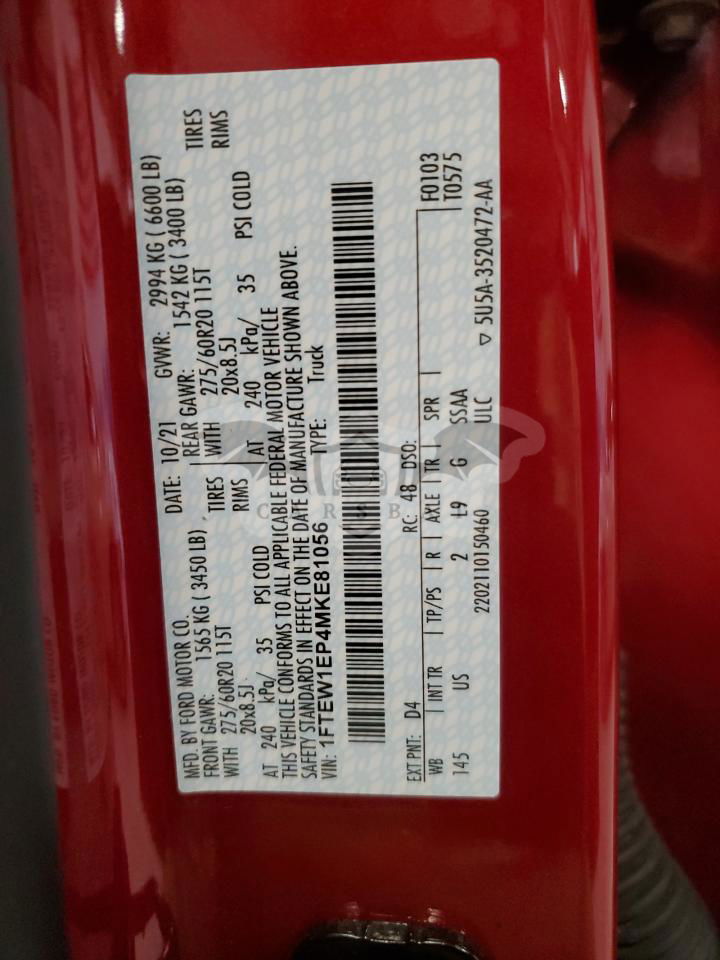 MFD. BY FORD MOTOR CO. DATE: 10/21 GVWR: 2994 KG ( 6600 LB)
FRONT GAWR: 1565 KG ( 3450 LB) REAR GAWR: 1542 KG ( 3400 LB)
WITH 275/60R20 115T TIRES WITH 275/60R20 115T TIRES
20x8.5J RIMS 20x8.5J RIMS
AT 240 kPa/ 35 PSI COLD AT 240 kPa/ 35 PSI COLD
THIS VEHICLE CONFORMS TO ALL APPLICABLE FEDERAL MOTOR VEHICLE
SAFETY STANDARDS IN EFFECT ON THE DATE OF MANUFACTURE SHOWN ABOVE.
VIN: 1FTEW1EP4MKE81056 TYPE: Truck
EXT PNT: D4 RC: 48 DSO: F0103
WB INT TR TP/PS R AXLE TR SPR T0575
145 US 2 L9 G SSAA
2202110150460 ULC ▽ 5U5A-3520472-AA